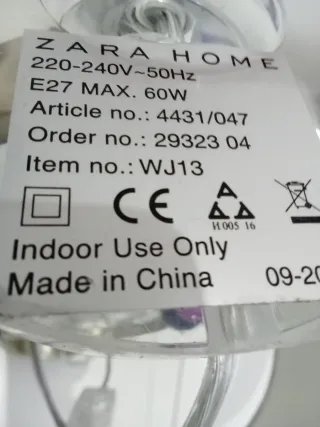 ZARA HOME
220-240V~50Hz
E27 MAX. 60W
Article no.: 4431/047
Order no.: 29323 04
Item no.: WJ13
CE
И005 16
Indoor Use Only
Made in China 09-20